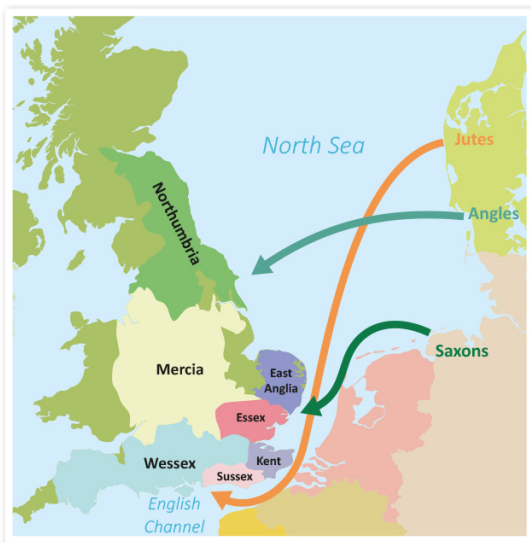 North Sea
Jutes
Northumbria
Angles
Saxons
Mercia
East
Anglia
Essex
Wessex
Kent
Sussex
English
Channel